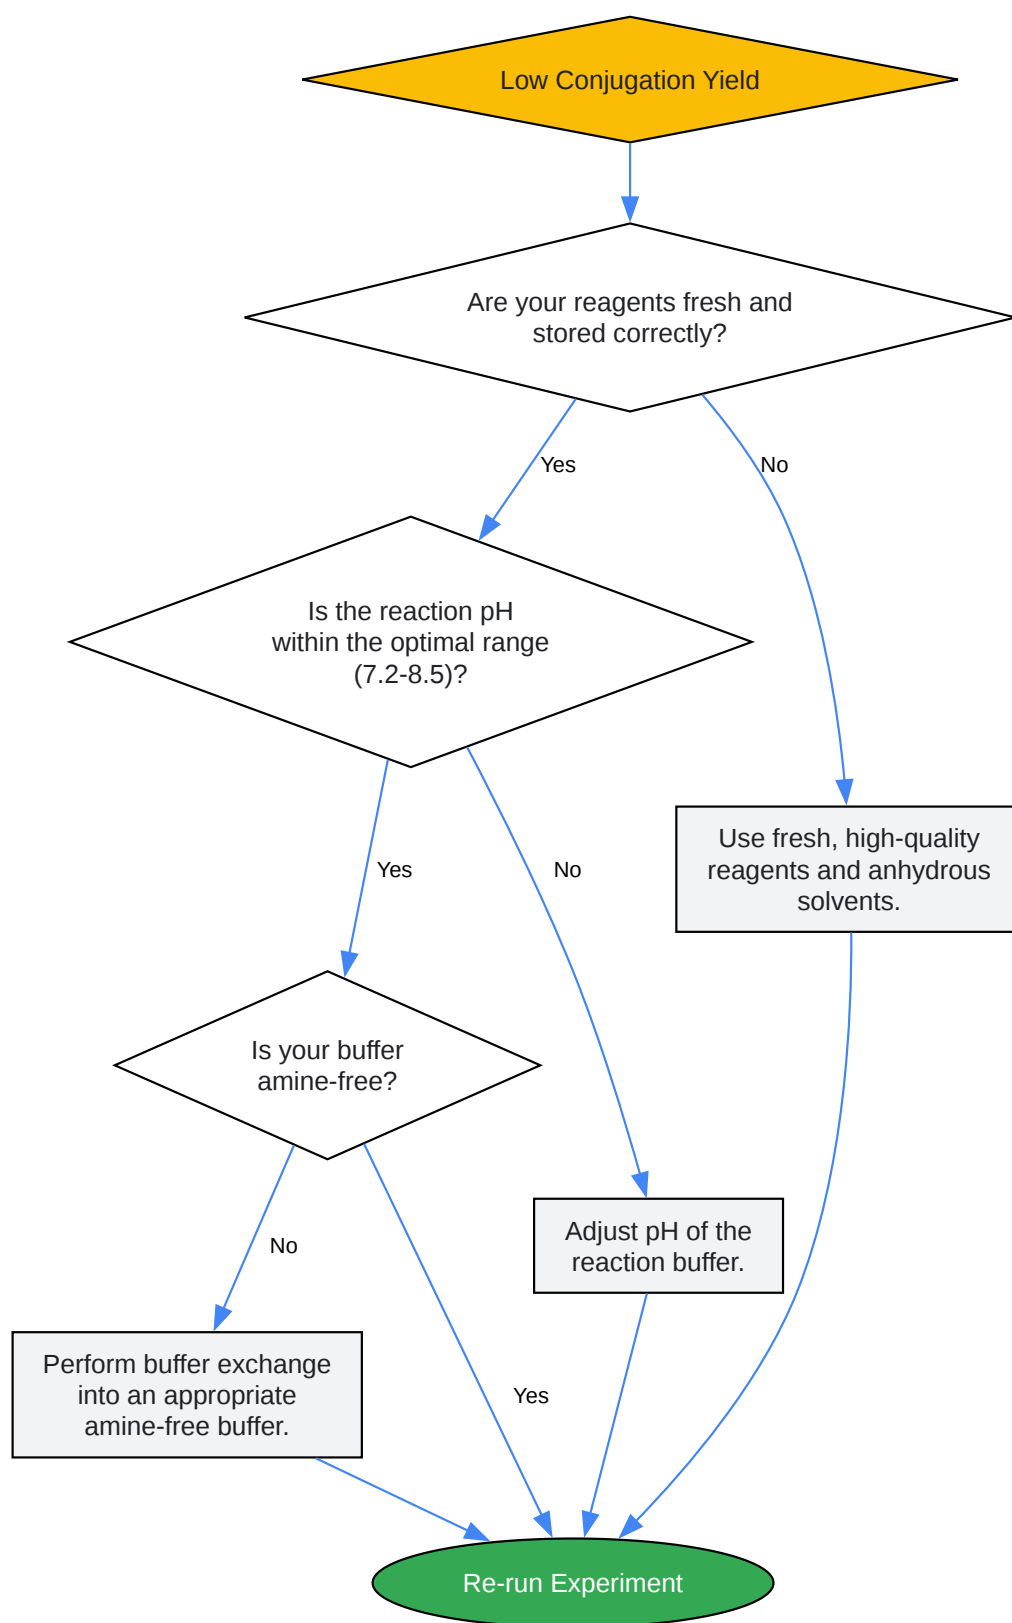 Low Conjugation Yield
Are your reagents fresh and
stored correctly?
Yes
No
Is the reaction pH
within the optimal range
(7.2-8.5)?
Use fresh, high-quality
reagents and anhydrous
solvents.
Yes
No
Is your buffer
amine-free?
Adjust pH of the
reaction buffer.
No
Perform buffer exchange
into an appropriate
amine-free buffer.
Yes
Re-run Experiment